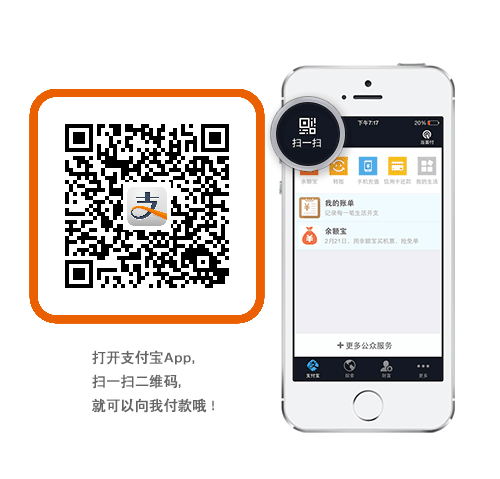 支
下午7:17
20%
扫一扫
当面付
余额宝
转账
手机充值
信用卡还款
我的生活
我的账单
记录每一笔生活开支
余额宝
2月21日，周余额宝买机票，抢免单
+更多公众服务
支付宝
探索
财富
更多
打开支付宝App,
扫一扫二维码,
就可以向我付款哦！